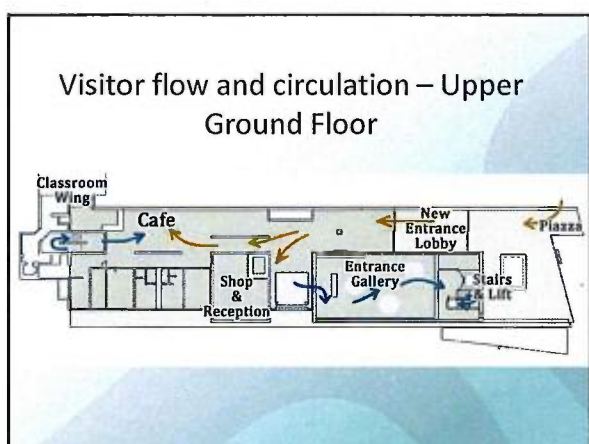 Visitor flow and circulation – Upper
Ground Floor
Classroom
Wing
Cafe
New
Entrance
Lobby
Piazza
Shop
&
Reception
Entrance
Gallery
Stairs
& Lift